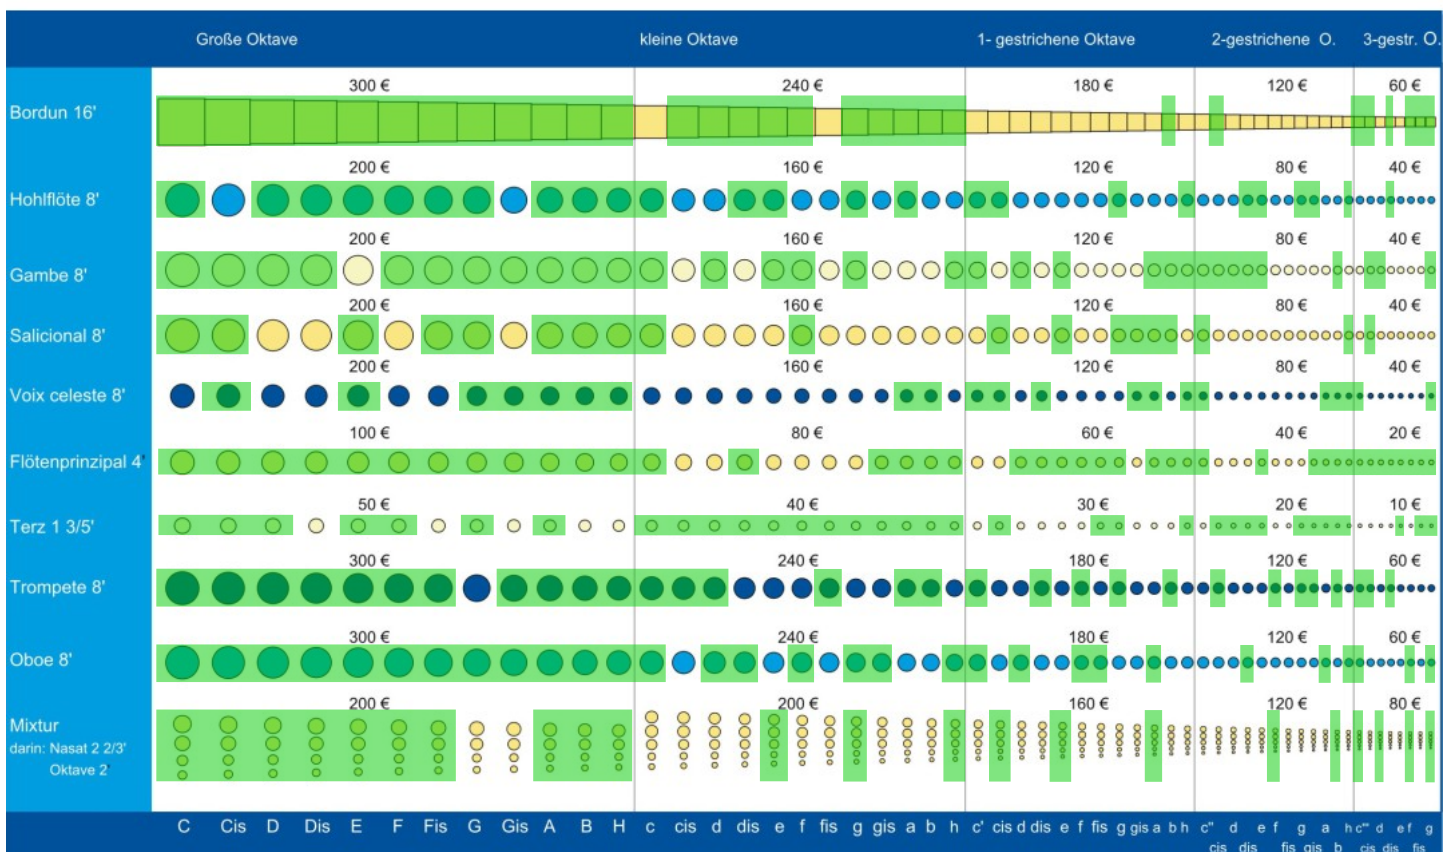 Große Oktave kleine Oktave 1- gestrichene Oktave 2-gestrichene O. 3-gestr. O.
300 € 240 € 180 € 120 € 60 €
Bordun 16'
200 € 160 € 120 € 80 € 40 €
Hohlflöte 8'
200 € 160 € 120 € 80 € 40 €
Gambe 8'
200 € 160 € 120 € 80 € 40 €
Salicional 8'
200 € 160 € 120 € 80 € 40 €
Voix celeste 8'
100 € 80 € 60 € 40 € 20 €
Flötenprinzipal 4'
50 € 40 € 30 € 20 € 10 €
Terz 1 3/5'
300 € 240 € 180 € 120 € 60 €
Trompete 8'
300 € 240 € 180 € 120 € 60 €
Oboe 8'
200 € 200 € 160 € 120 € 80 €
Mixtur
darin: Nasat 2 2/3'
Oktave 2'
C Cis D Dis E F Fis G Gis A B H c cis d dis e f fis g gis a b h c' cis d dis e f fis g gis a b h c'' d e f g a h c''' d e f g
cis dis fis gis b cis dis fis